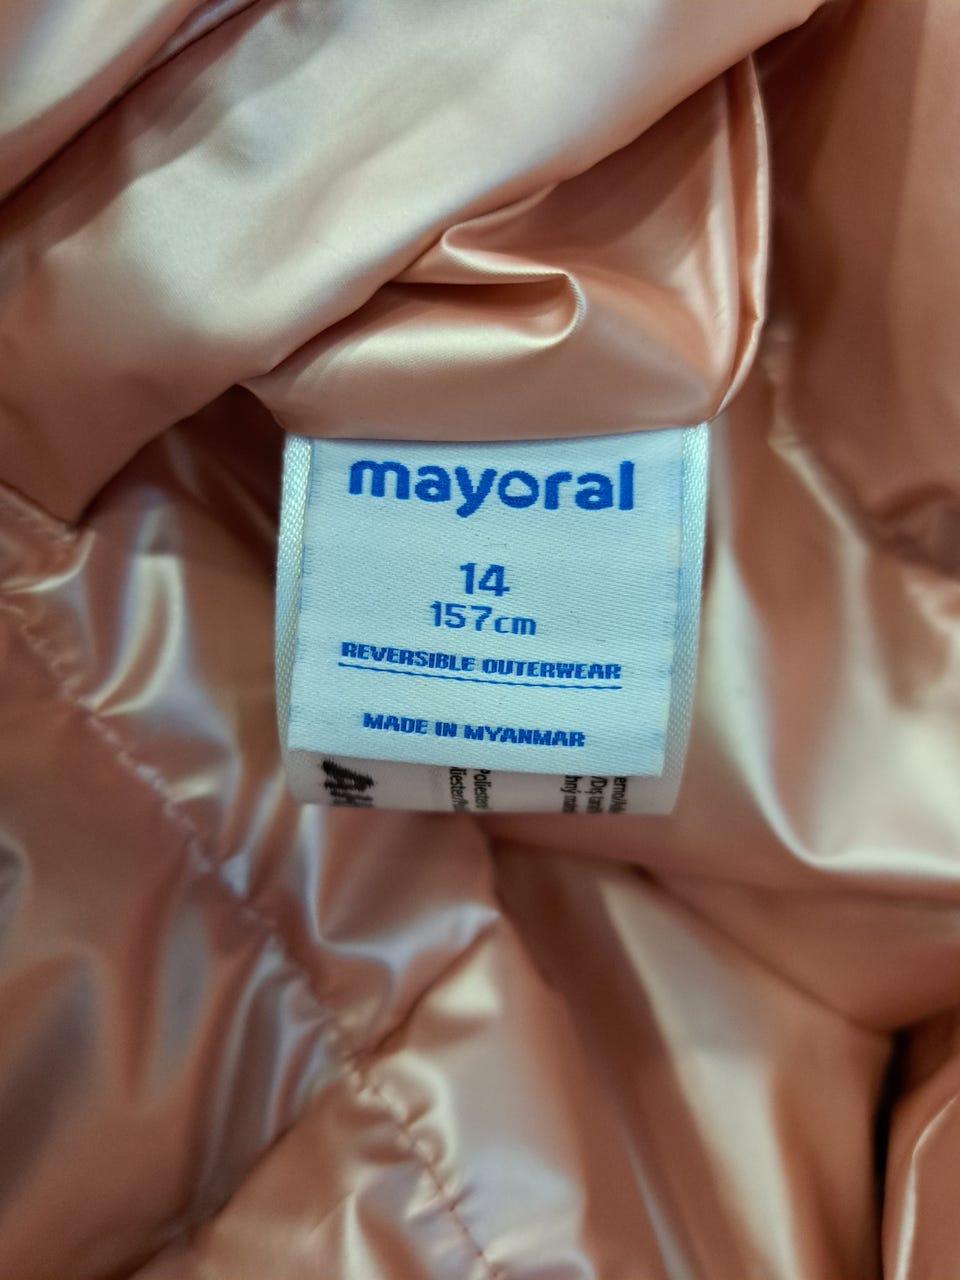 mayoral
14
157cm
REVERSIBLE OUTERWEAR
MADE IN MYANMAR